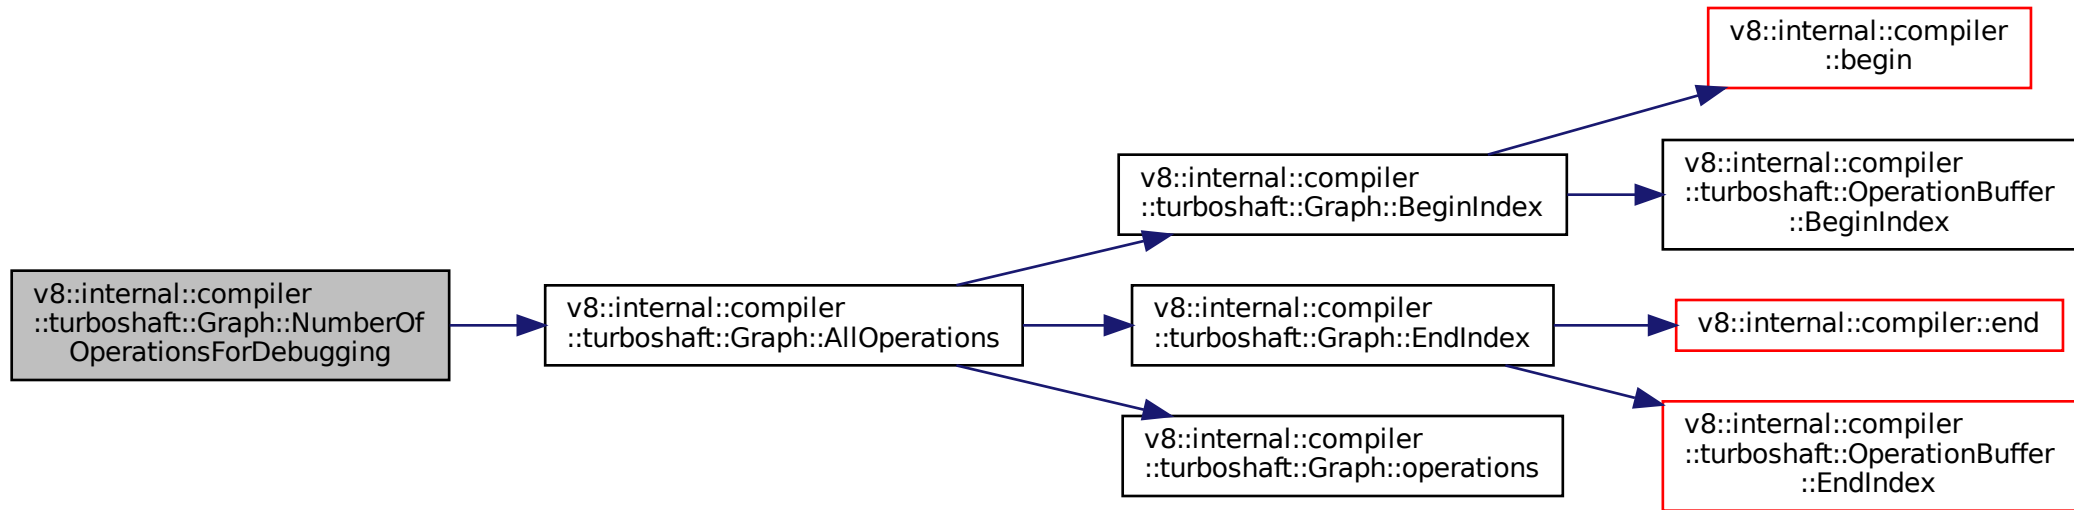 v8::internal::compiler
::turboshaft::Graph::NumberOf
OperationsForDebugging
v8::internal::compiler
::turboshaft::Graph::AllOperations
v8::internal::compiler
::turboshaft::Graph::BeginIndex
v8::internal::compiler
::begin
v8::internal::compiler
::turboshaft::OperationBuffer
::BeginIndex
v8::internal::compiler
::turboshaft::Graph::EndIndex
v8::internal::compiler::end
v8::internal::compiler
::turboshaft::OperationBuffer
::EndIndex
v8::internal::compiler
::turboshaft::Graph::operations